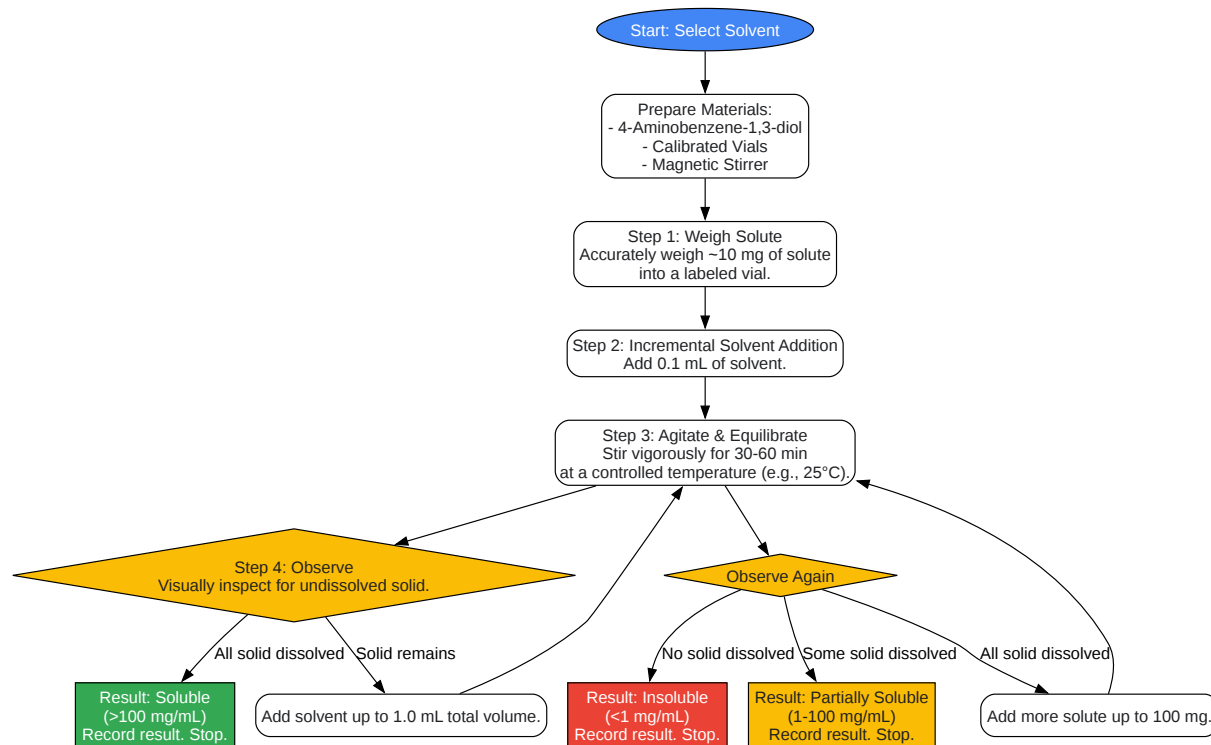 Start: Select Solvent
Prepare Materials:
- 4-Aminobenzene-1,3-diol
- Calibrated Vials
- Magnetic Stirrer
Step 1: Weigh Solute
Accurately weigh ~10 mg of solute
into a labeled vial.
Step 2: Incremental Solvent Addition
Add 0.1 mL of solvent.
Step 3: Agitate & Equilibrate
Stir vigorously for 30-60 min
at a controlled temperature (e.g., 25°C).
Step 4: Observe
Visually inspect for undissolved solid.
Observe Again
All solid dissolved
Solid remains
No solid dissolved
Some solid dissolved
All solid dissolved
Result: Soluble
(>100 mg/mL)
Record result. Stop.
Add solvent up to 1.0 mL total volume.
Result: Insoluble
(<1 mg/mL)
Record result. Stop.
Result: Partially Soluble
(1-100 mg/mL)
Record result. Stop.
Add more solute up to 100 mg.